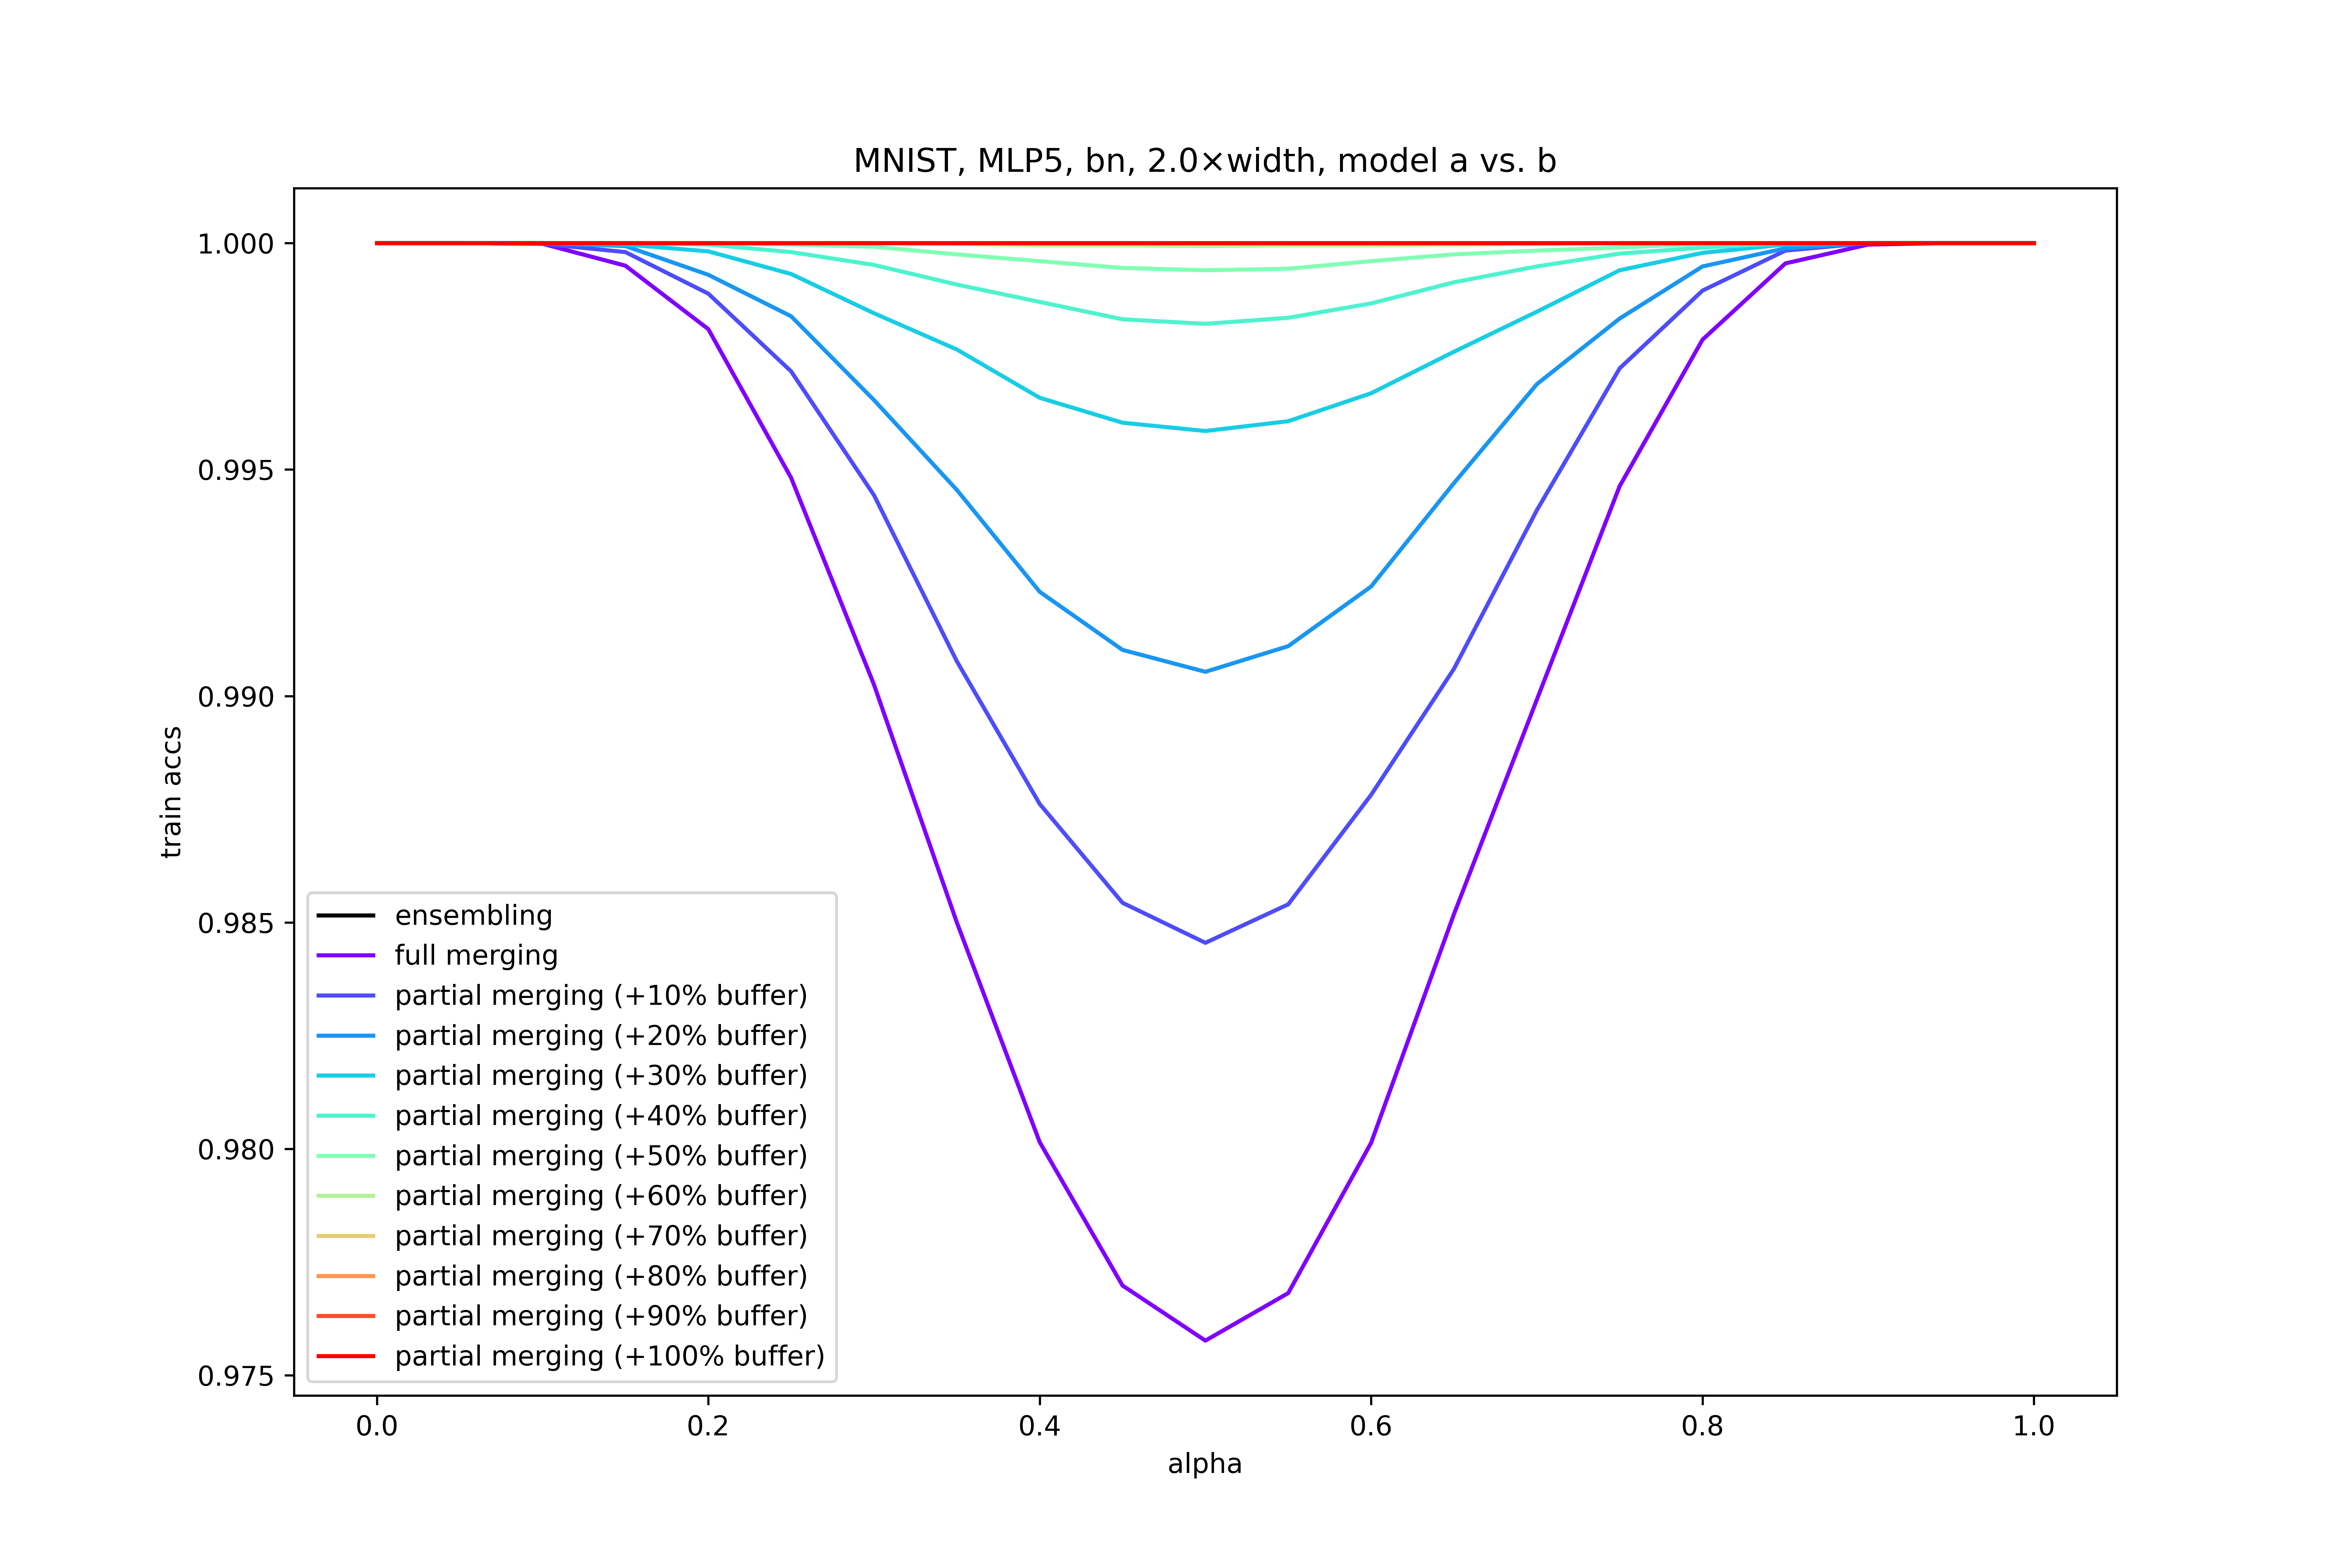 MNIST, MLP5, bn, 2.0×width, model a vs. b
1.000
0.995
0.990
0.985
0.980
0.975
train accs
ensembling
full merging
partial merging (+10% buffer)
partial merging (+20% buffer)
partial merging (+30% buffer)
partial merging (+40% buffer)
partial merging (+50% buffer)
partial merging (+60% buffer)
partial merging (+70% buffer)
partial merging (+80% buffer)
partial merging (+90% buffer)
partial merging (+100% buffer)
0.0 0.2 0.4 0.6 0.8 1.0
alpha